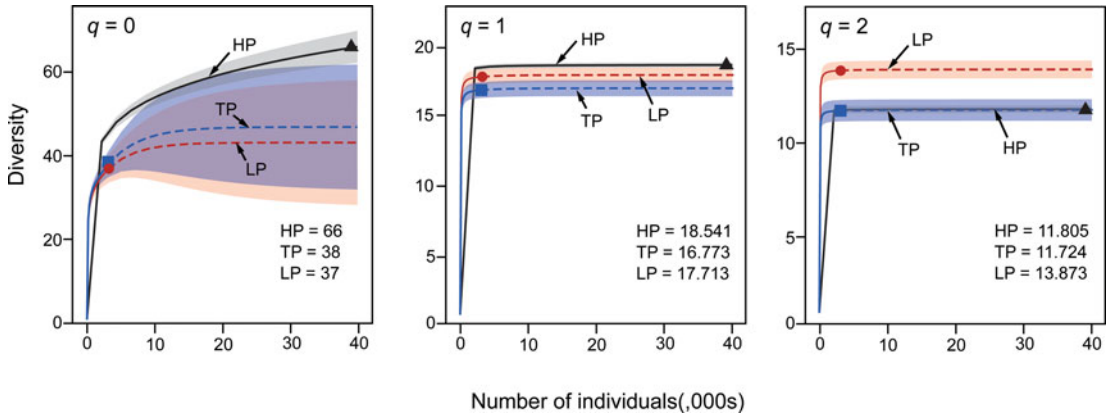 q = 0
HP
TP
LP
HP = 66
TP = 38
LP = 37
60
40
20
0
0 10 20 30 40
q = 1
HP
LP
TP
HP = 18.541
TP = 16.773
LP = 17.713
20
15
10
5
0
0 10 20 30 40
q = 2
LP
TP
HP
HP = 11.805
TP = 11.724
LP = 13.873
15
10
5
0
0 10 20 30 40
Diversity
Number of individuals(,000s)